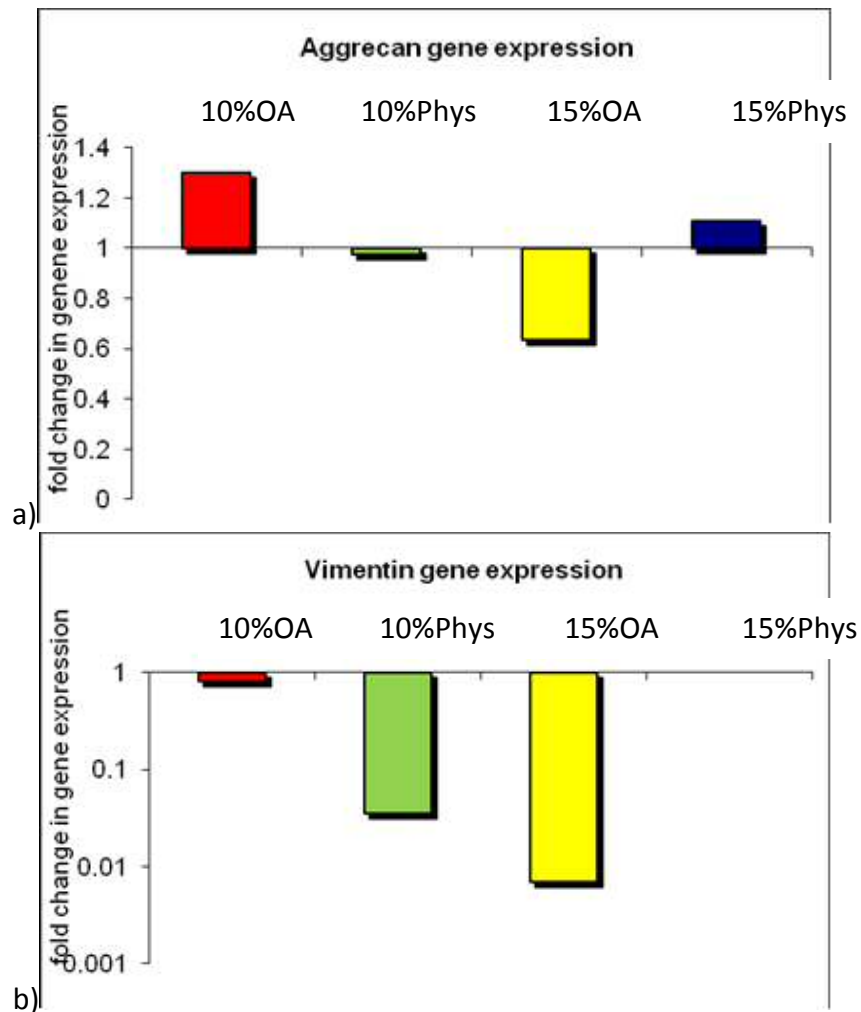 Aggrecan gene expression
10%OA 10%Phys 15%OA 15%Phys
fold change in genene expression
1.4
1.2
1
0.8
0.6
0.4
0.2
0
a)
Vimentin gene expression
10%OA 10%Phys 15%OA 15%Phys
fold change in gene expression
1
0.1
0.01
0.001
b)